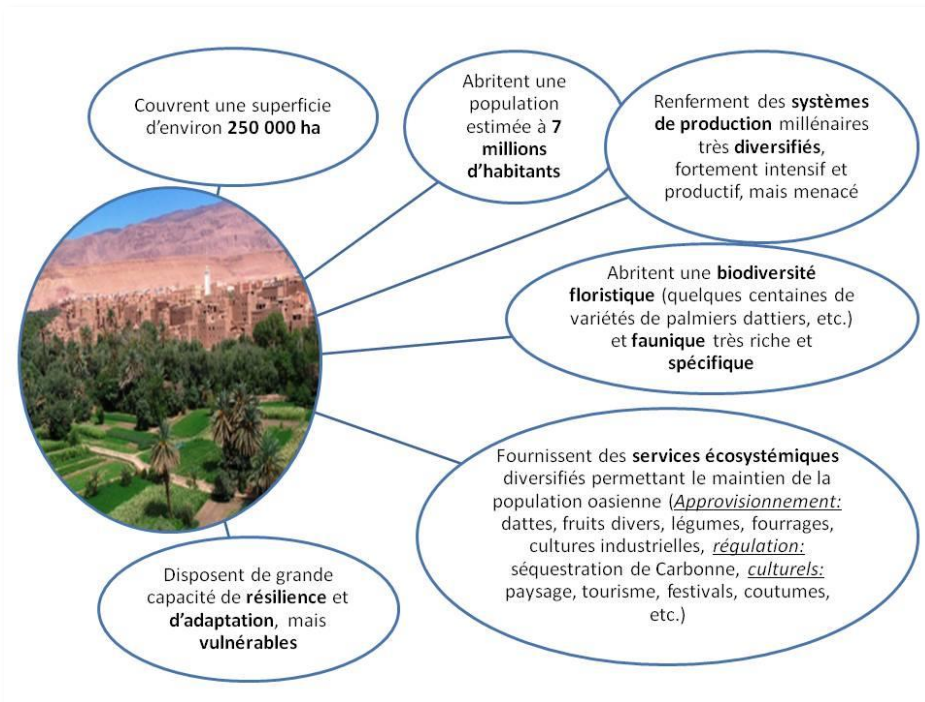 Couvrent une superficie
d'environ 250 000 ha
Abritent une
population
estimée à 7
millions
d'habitants
Renferment des systèmes
de production millénaires
très diversifiés,
fortement intensif et
productif, mais menacé
Abritent une biodiversité
floristique (quelques centaines de
variétés de palmiers dattiers, etc.)
et faunique très riche et
spécifique
Fournissent des services écosystémiques
diversifiés permettant le maintien de la
population oasienne (Approvisionnement:
dattes, fruits divers, légumes, fourrages,
cultures industrielles, régulation:
séquestration de Carbonne, culturels:
paysage, tourisme, festivals, coutumes,
etc.)
Disposent de grande
capacité de résilience et
d'adaptation, mais
vulnérables